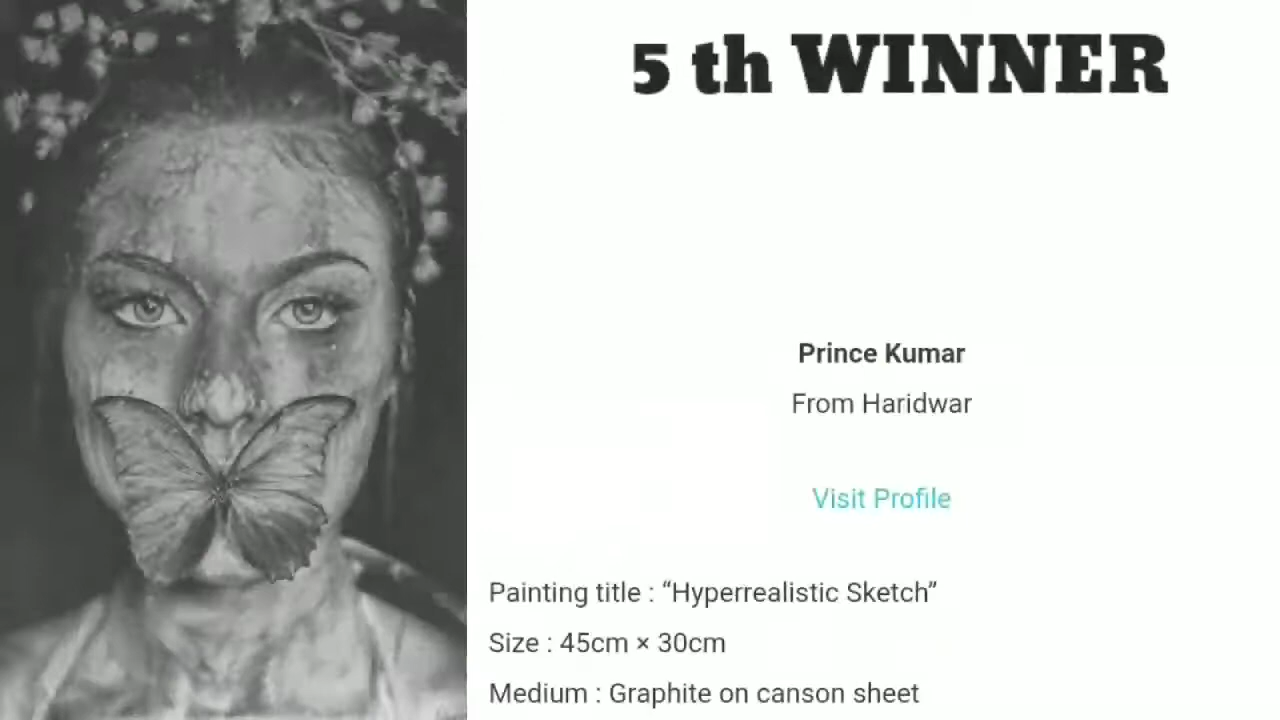 5 th WINNER
Prince Kumar
From Haridwar
Visit Profile
Painting title : “Hyperrealistic Sketch”
Size : 45cm × 30cm
Medium : Graphite on canson sheet